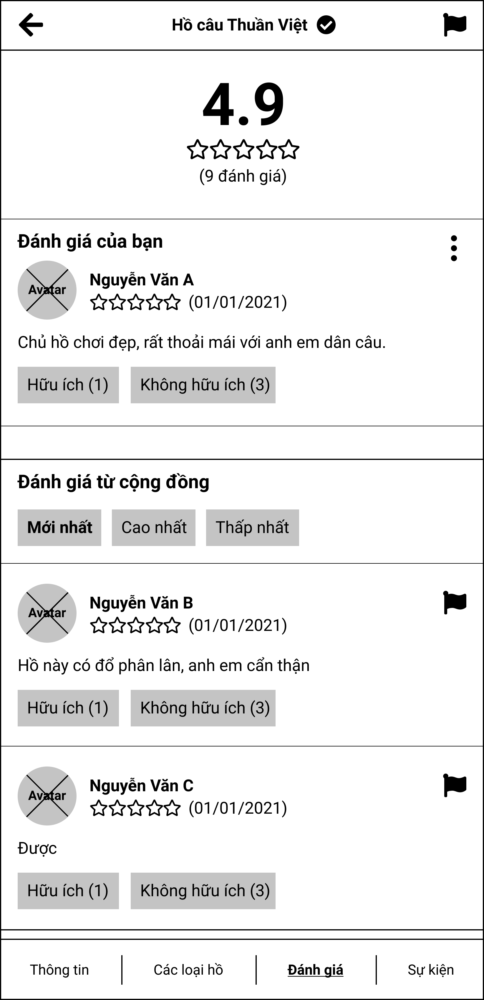 Hồ câu Thuần Việt
4.9
(9 đánh giá)
Đánh giá của bạn
Avatar
Nguyễn Văn A
(01/01/2021)
Chủ hồ chơi đẹp, rất thoải mái với anh em dân câu.
Hữu ích (1) Không hữu ích (3)
Đánh giá từ cộng đồng
Mới nhất Cao nhất Thấp nhất
Avatar
Nguyễn Văn B
(01/01/2021)
Hồ này có đổ phân lân, anh em cẩn thận
Hữu ích (1) Không hữu ích (3)
Avatar
Nguyễn Văn C
(01/01/2021)
Được
Hữu ích (1) Không hữu ích (3)
Thông tin Các loại hồ Đánh giá Sự kiện